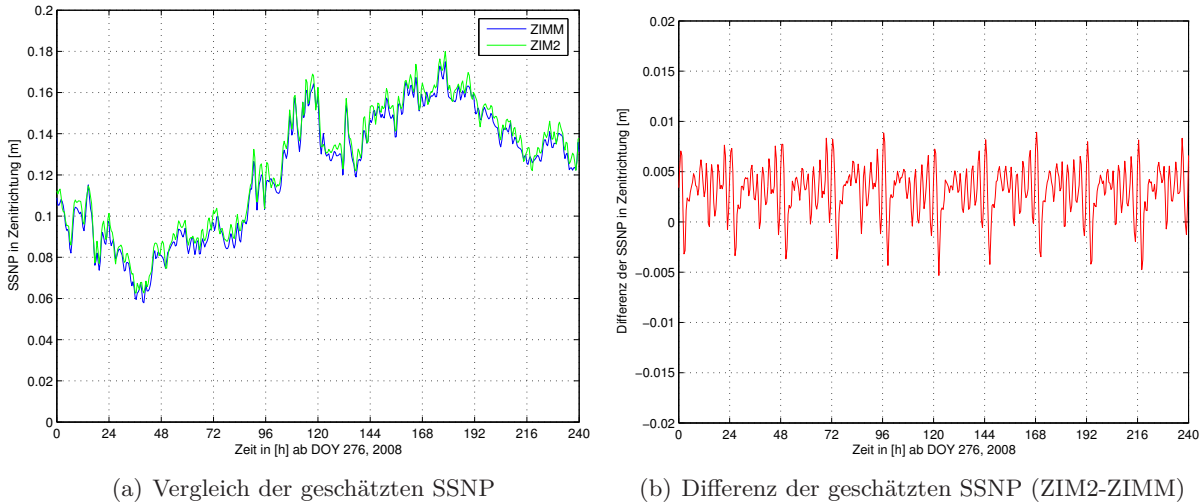 0.2
0.18
0.16
0.14
0.12
0.1
0.08
0.06
0.04
0.02
0
SSNP in Zenitrichtung [m]
ZIMM
ZIM2
0 24 48 72 96 120 144 168 192 216 240
Zeit in [h] ab DOY 276, 2008
(a) Vergleich der geschätzten SSNP
0.02
0.015
0.01
0.005
0
−0.005
−0.01
−0.015
−0.02
Differenz der SSNP in Zenitrichtung [m]
0 24 48 72 96 120 144 168 192 216 240
Zeit in [h] ab DOY 276, 2008
(b) Differenz der geschätzten SSNP (ZIM2-ZIMM)